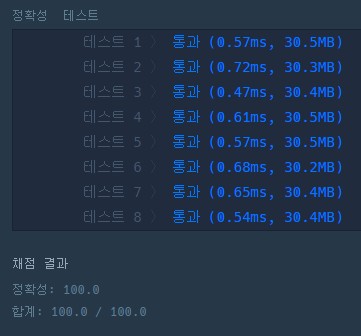 정확성  테스트
테스트 1 〉 통과 (0.57ms, 30.5MB)
테스트 2 〉 통과 (0.72ms, 30.3MB)
테스트 3 〉 통과 (0.47ms, 30.4MB)
테스트 4 〉 통과 (0.61ms, 30.5MB)
테스트 5 〉 통과 (0.57ms, 30.5MB)
테스트 6 〉 통과 (0.68ms, 30.2MB)
테스트 7 〉 통과 (0.65ms, 30.4MB)
테스트 8 〉 통과 (0.54ms, 30.4MB)
채점 결과
정확성: 100.0
합계: 100.0 / 100.0